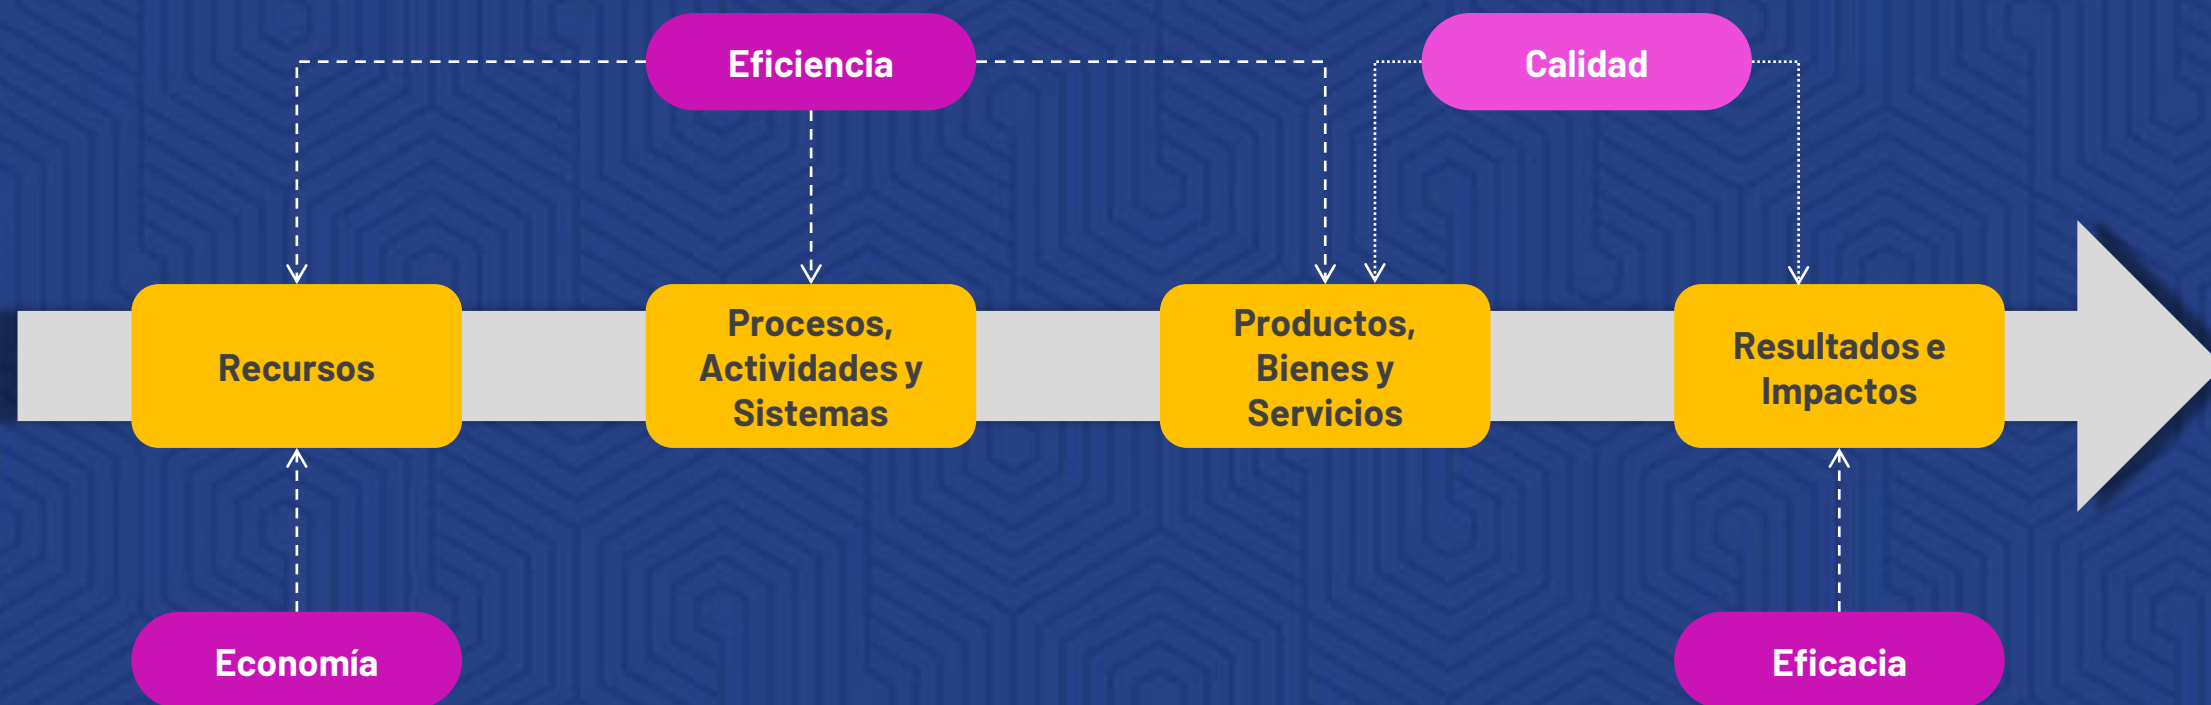 Eficiencia
Calidad
Recursos
Procesos,
Actividades y
Sistemas
Productos,
Bienes y
Servicios
Resultados e
Impactos
Economía
Eficacia